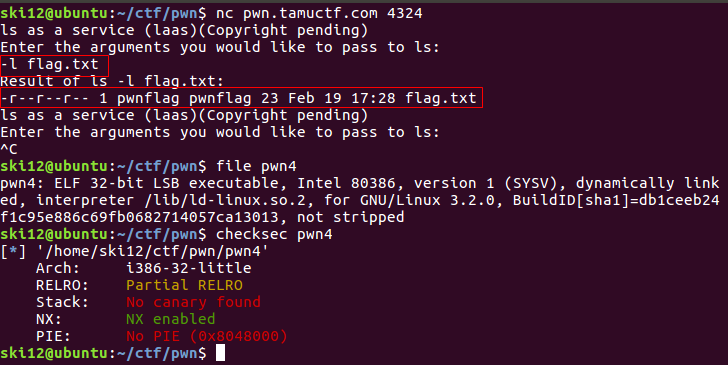 ski12@ubuntu:~/ctf/pwn$ nc pwn.tamuctf.com 4324
ls as a service (laas)(Copyright pending)
Enter the arguments you would like to pass to ls:
-l flag.txt
Result of ls -l flag.txt:
-r--r--r-- 1 pwnflag pwnflag 23 Feb 19 17:28 flag.txt
ls as a service (laas)(Copyright pending)
Enter the arguments you would like to pass to ls:
^C
ski12@ubuntu:~/ctf/pwn$ file pwn4
pwn4: ELF 32-bit LSB executable, Intel 80386, version 1 (SYSV), dynamically link
ed, interpreter /lib/ld-linux.so.2, for GNU/Linux 3.2.0, BuildID[sha1]=db1ceeb24
f1c95e886c69fb0682714057ca13013, not stripped
ski12@ubuntu:~/ctf/pwn$ checksec pwn4
[*] '/home/ski12/ctf/pwn/pwn4'
    Arch:     i386-32-little
    RELRO:    Partial RELRO
    Stack:    No canary found
    NX:       NX enabled
    PIE:      No PIE (0x8048000)
ski12@ubuntu:~/ctf/pwn$